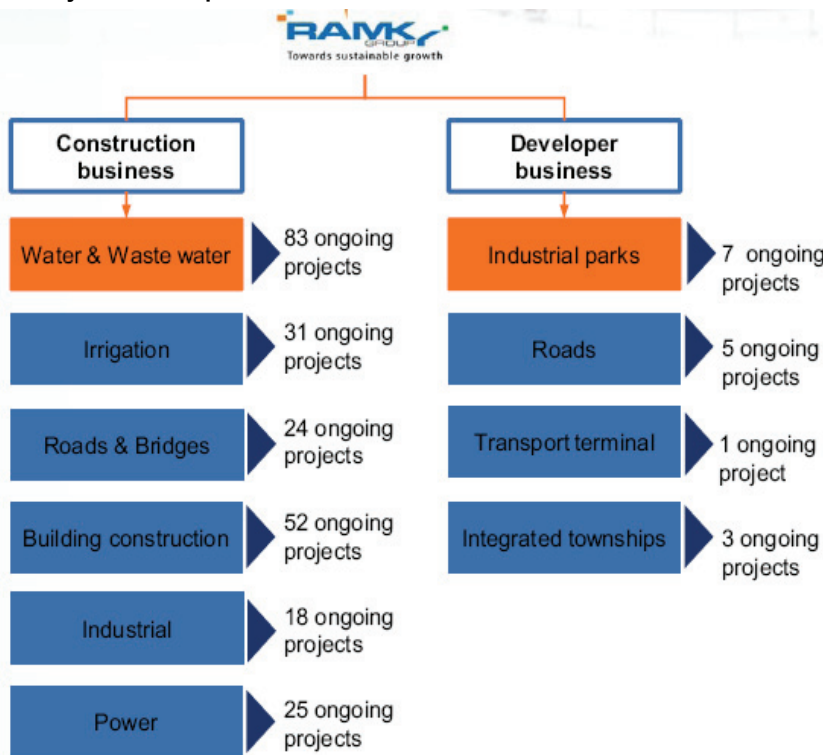 RAMKY
GROUP
Towards sustainable growth
Construction
business
Developer
business
Water & Waste water
83 ongoing
projects
Industrial parks
7 ongoing
projects
Irrigation
31 ongoing
projects
Roads
5 ongoing
projects
Roads & Bridges
24 ongoing
projects
Transport terminal
1 ongoing
project
Building construction
52 ongoing
projects
Integrated townships
3 ongoing
projects
Industrial
18 ongoing
projects
Power
25 ongoing
projects